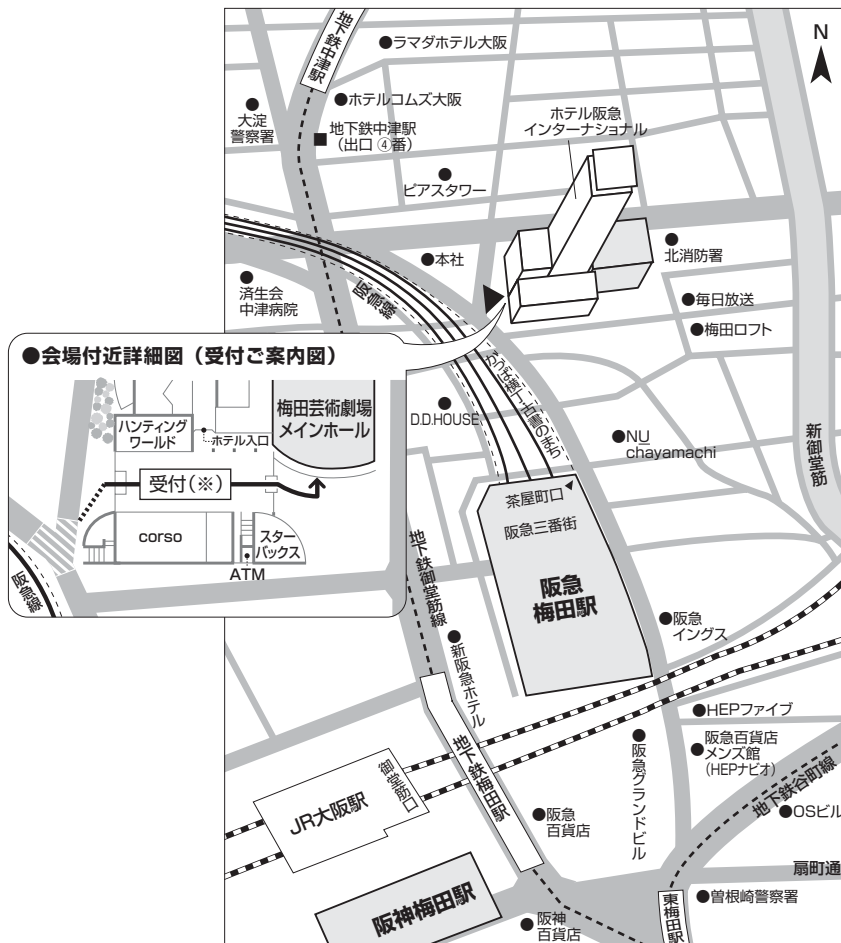 地下鉄中津駅
●ラマダホテル大阪
N
●
大淀
警察署
●ホテルコムズ大阪
■ 地下鉄中津駅
(出口 ④番)
ホテル阪急
インターナショナル
●
ピアスタワー
●本社
●
北消防署
●
済生会
中津病院
阪急線
●毎日放送
●梅田ロフト
●会場付近詳細図(受付ご案内図)
梅田芸術劇場
メインホール
ハンティング
ワールド
ホテル入口
受付(※)
corso
スター
バックス
ATM
阪急線
かっぱ横丁・古書のまち
●
D.D.HOUSE
●NU
chayamachi
新御堂筋
茶屋町口
阪急三番街
阪急
梅田駅
地下鉄御堂筋線
●新阪急ホテル
●阪急
イングス
●HEPファイブ
阪急百貨店
●メンズ館
(HEPナビオ)
地下鉄谷町線
●OSビル
●阪急グランドビル
地下鉄梅田駅
御堂筋口
JR大阪駅
●阪急
百貨店
扇町通
阪神梅田駅
●曽根崎警察署
東梅田駅
●阪神
百貨店